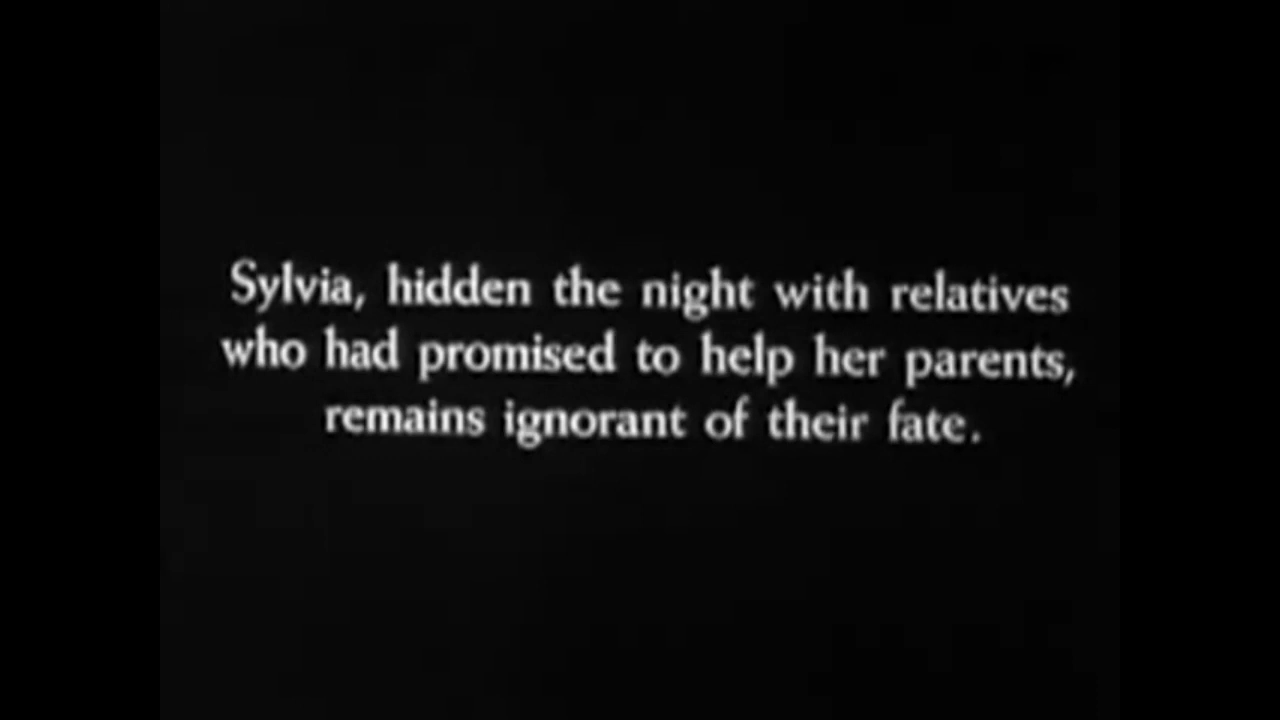 Sylvia, hidden the night with relatives
who had promised to help her parents,
remains ignorant of their fate.